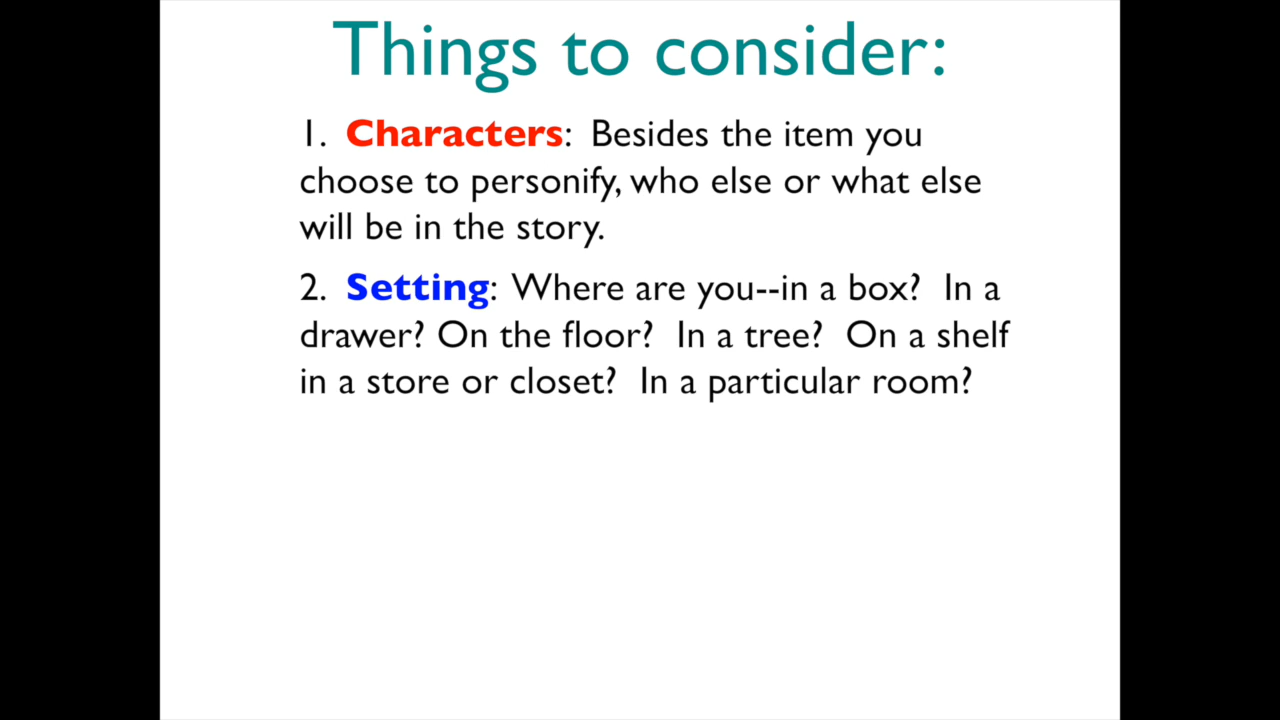 Things to consider:
1.  Characters:  Besides the item you
choose to personify, who else or what else
will be in the story.
2.  Setting:  Where are you--in a box?  In a
drawer? On the floor?  In a tree?  On a shelf
in a store or closet?  In a particular room?